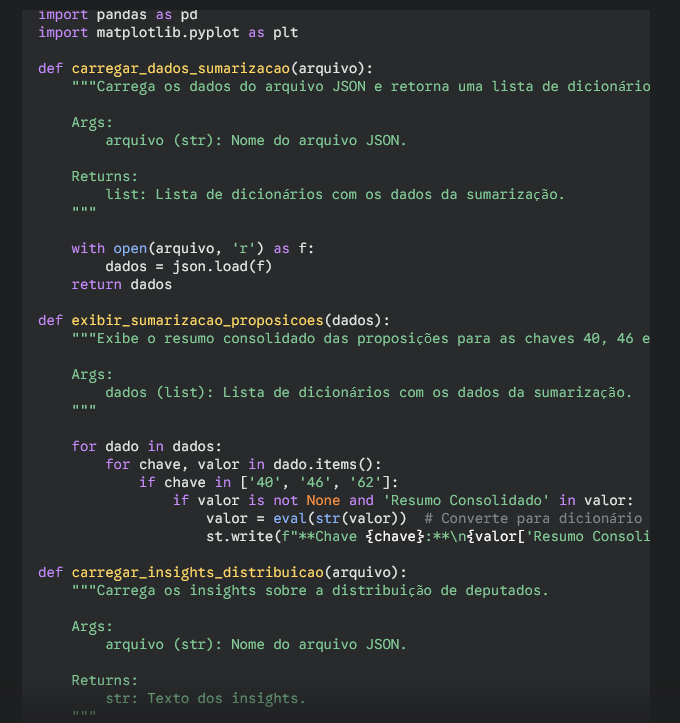 import pandas as pd
import matplotlib.pyplot as plt
def carregar_dados_sumarizacao(arquivo):
"""Carrega os dados do arquivo JSON e retorna uma lista de dicionário
Args:
arquivo (str): Nome do arquivo JSON.
Returns:
list: Lista de dicionários com os dados da sumarização.
"""
with open(arquivo, 'r') as f:
dados = json.load(f)
return dados
def exibir_sumarizacao_proposicoes(dados):
"""Exibe o resumo consolidado das proposições para as chaves 40, 46 e
Args:
dados (list): Lista de dicionários com os dados da sumarização.
"""
for dado in dados:
for chave, valor in dado.items():
if chave in ['40', '46', '62']:
if valor is not None and 'Resumo Consolidado' in valor:
valor = eval(str(valor))  # Converte para dicionário
st.write(f"**Chave {chave}:**\n{valor['Resumo Consoli
def carregar_insights_distribuicao(arquivo):
"""Carrega os insights sobre a distribuição de deputados.
Args:
arquivo (str): Nome do arquivo JSON.
Returns:
str: Texto dos insights.
"""